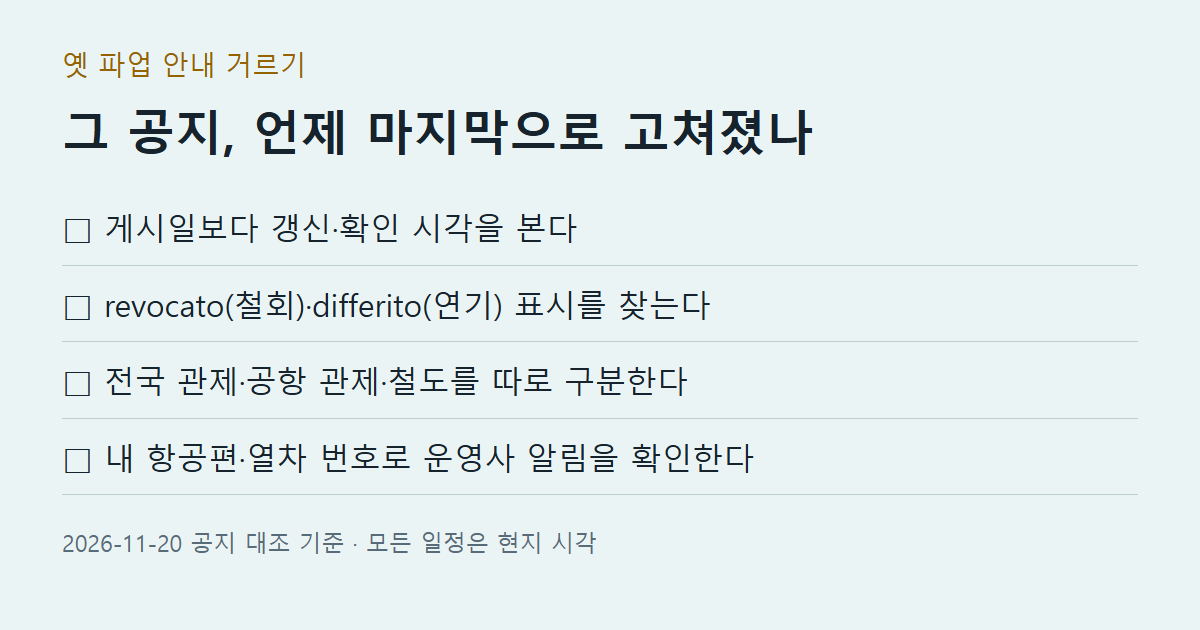 옛 파업 안내 거르기
그 공지, 언제 마지막으로 고쳐졌나
□ 게시일보다 갱신·확인 시각을 본다
□ revocato(철회)·differito(연기) 표시를 찾는다
□ 전국 관제·공항 관제·철도를 따로 구분한다
□ 내 항공편·열차 번호로 운영사 알림을 확인한다
2026-11-20 공지 대조 기준 · 모든 일정은 현지 시각